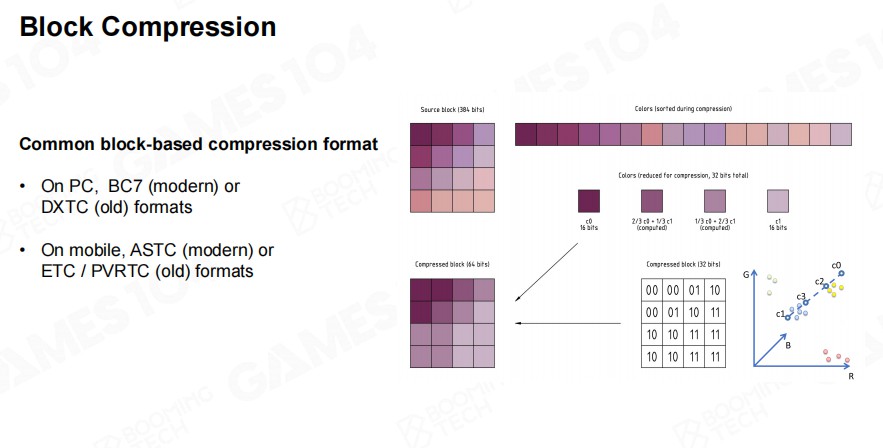 Block Compression
Common block-based compression format
• On PC, BC7 (modern) or
DXTC (old) formats
• On mobile, ASTC (modern) or
ETC / PVRTC (old) formats
Source block (384 bits)
Colors (sorted during compression)
Colors (reduced for compression, 32 bits total)
c0
16 bits
2/3 c0 + 1/3 c1
(computed)
1/3 c0 + 2/3 c1
(computed)
c1
16 bits
Compressed block (64 bits)
Compressed block (32 bits)
00 00 01 10
00 01 10 11
10 10 11 11
10 10 11 11
G
c0
c2
c3
c1
B
R
GAMES104
BOOMING
TECH